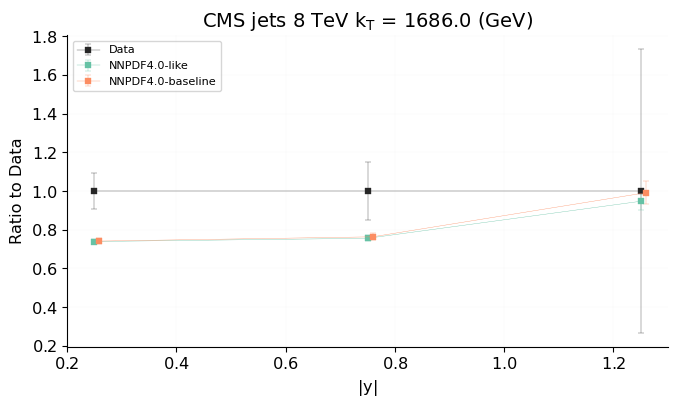 CMS jets 8 TeV k_T = 1686.0 (GeV)
Data
NNPDF4.0-like
NNPDF4.0-baseline
Ratio to Data
1.8
1.6
1.4
1.2
1.0
0.8
0.6
0.4
0.2
0.2 0.4 0.6 0.8 1.0 1.2
|y|